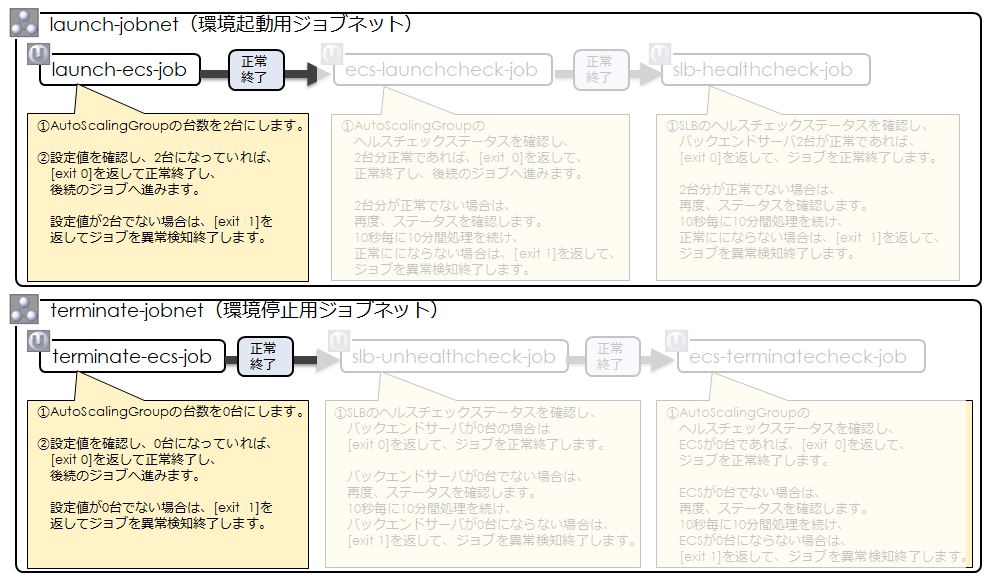 launch-jobnet（環境起動用ジョブネット）
launch-ecs-job
正常
終了
ecs-launchcheck-job
正常
終了
slb-healthcheck-job
①AutoScalingGroupの台数を2台にします。
②設定値を確認し、2台になっていれば、
[exit 0]を返して正常終了し、
後続のジョブへ進みます。
設定値が2台でない場合は、[exit 1]を
返してジョブを異常検知終了します。
①AutoScalingGroupの
ヘルスチェックステータスを確認し、
2台分正常であれば、[exit 0]を返して、
正常終了し、後続のジョブへ進みます。
2台分が正常でない場合は、
再度、ステータスを確認します。
10秒毎に10分間処理を続け、
正常にならない場合は、[exit 1]を返して、
ジョブを異常検知終了します。
①SLBのヘルスチェックステータスを確認し、
バックエンドサーバ2台が正常であれば、
[exit 0]を返して、ジョブを正常終了します。
2台分が正常でない場合は、
再度、ステータスを確認します。
10秒毎に10分間処理を続け、
正常ににならない場合は、[exit 1]を返して、
ジョブを異常検知終了します。
terminate-jobnet（環境停止用ジョブネット）
terminate-ecs-job
正常
終了
slb-unhealthcheck-job
正常
終了
ecs-terminatecheck-job
①AutoScalingGroupの台数を0台にします。
②設定値を確認し、0台になっていれば、
[exit 0]を返して正常終了し、
後続のジョブへ進みます。
設定値が0台でない場合は、[exit 1]を
返してジョブを異常検知終了します。
①SLBのヘルスチェックステータスを確認し、
バックエンドサーバが0台の場合は
[exit 0]を返して、ジョブを正常終了します。
バックエンドサーバが0台でない場合は、
再度、ステータスを確認します。
10秒毎に10分間処理を続け、
バックエンドサーバが0台にならない場合は、
[exit 1]を返して、ジョブを異常検知終了します。
①AutoScalingGroupの
ヘルスチェックステータスを確認し、
ECSが0台であれば、[exit 0]を返して、
ジョブを正常終了します。
ECSが0台でない場合は、
再度、ステータスを確認します。
10秒毎に10分間処理を続け、
ECSが0台にならない場合は、
[exit 1]を返して、ジョブを異常検知終了します。